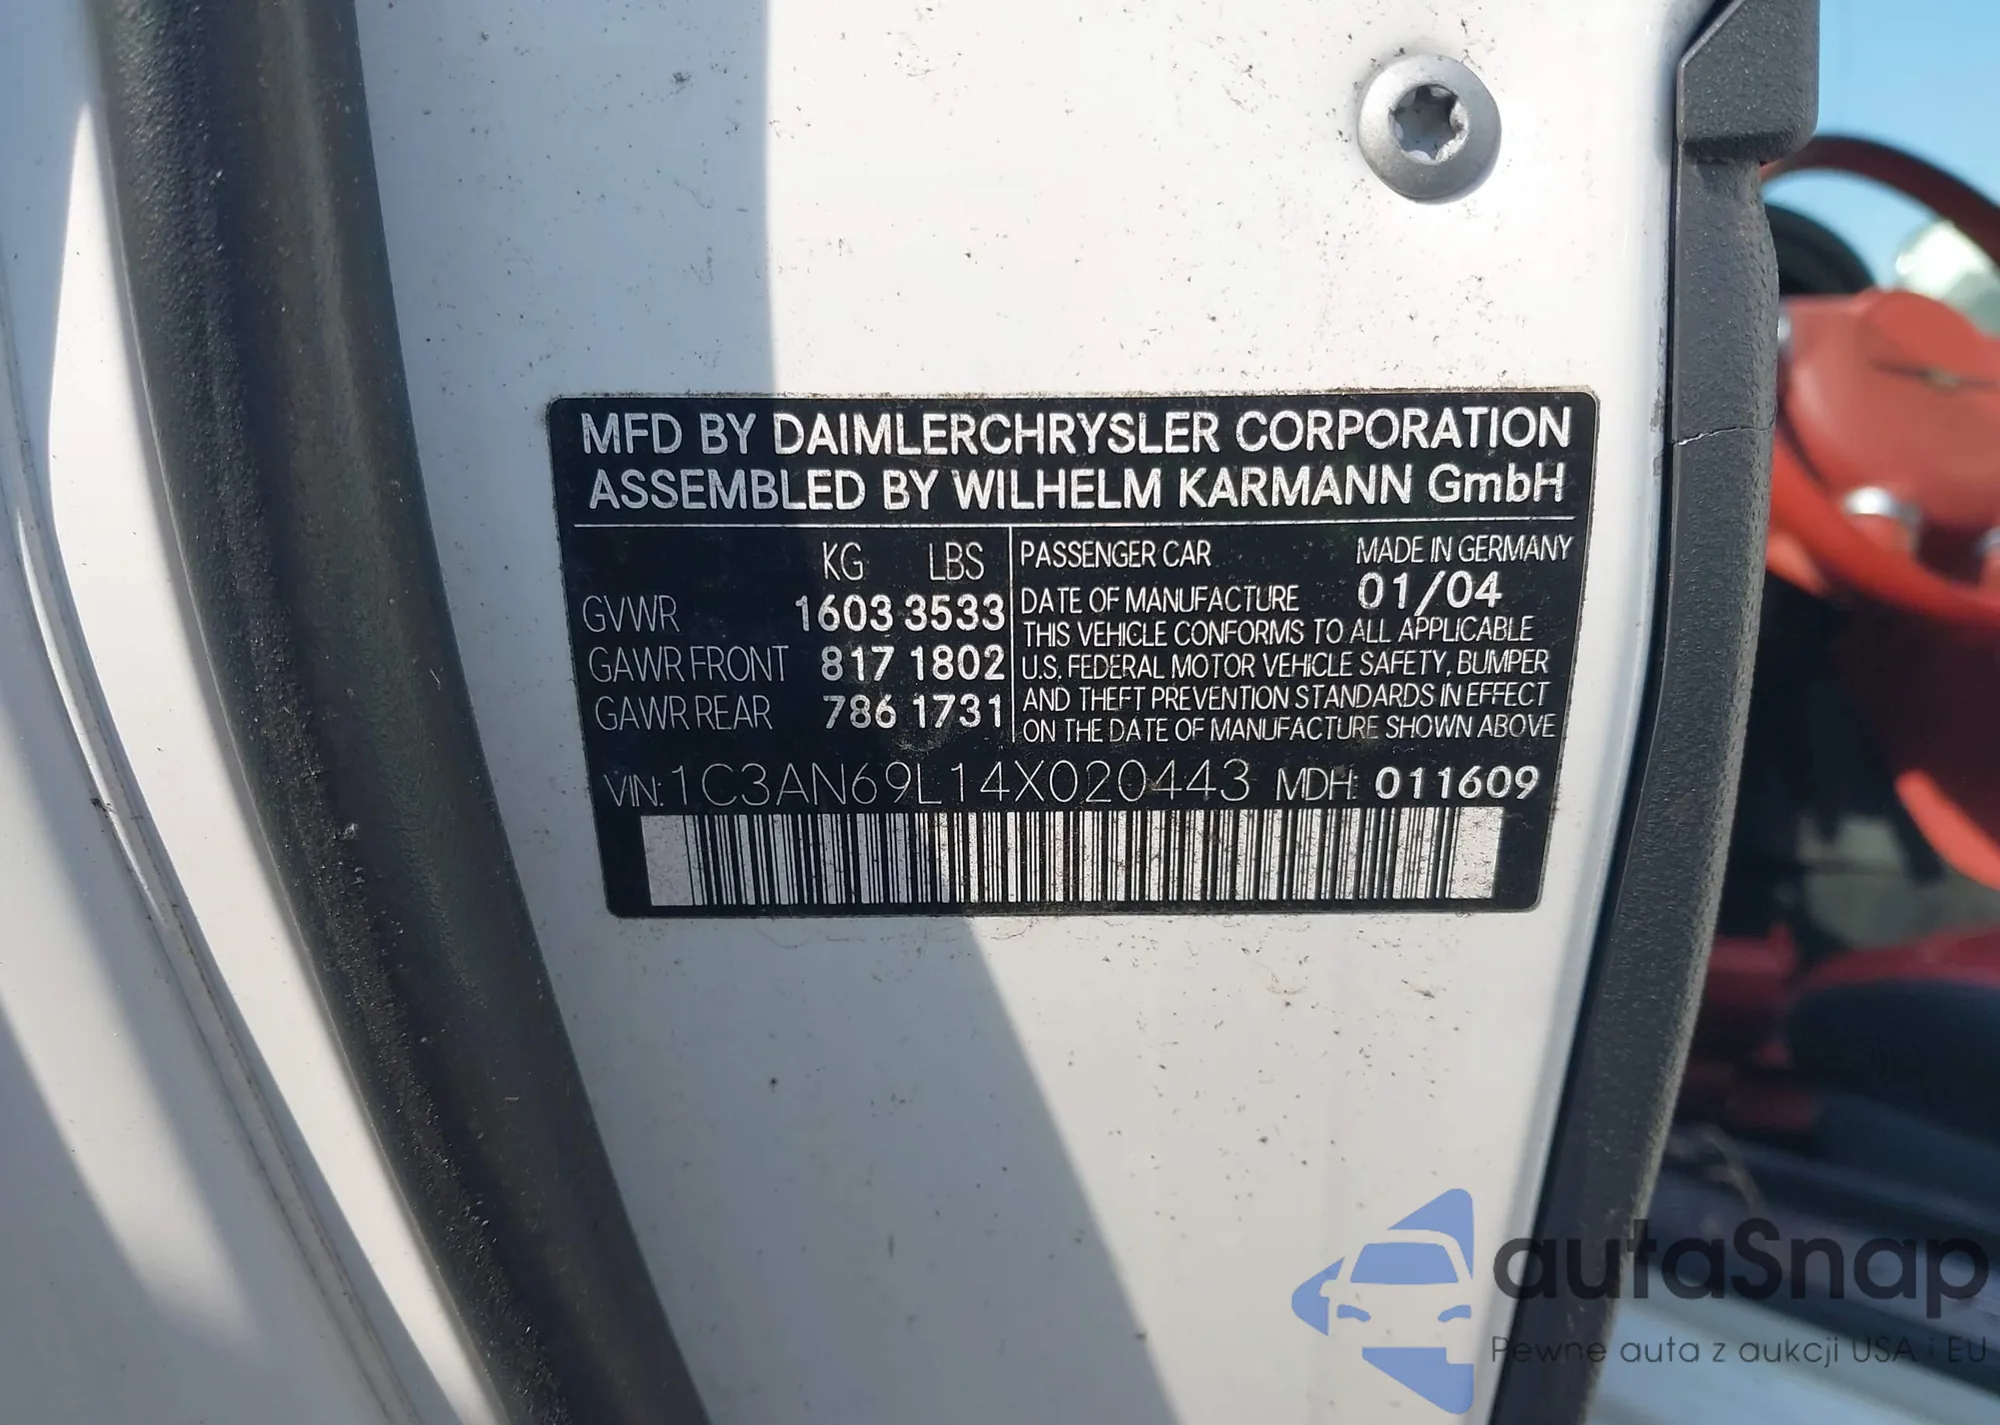 MFD BY DAIMLERCHRYSLER CORPORATION
ASSEMBLED BY WILHELM KARMANN GmbH
KG LBS
GVWR 1603 3533
GAWR FRONT 817 1802
GAWR REAR 786 1731
PASSENGER CAR MADE IN GERMANY
DATE OF MANUFACTURE 01/04
THIS VEHICLE CONFORMS TO ALL APPLICABLE
U.S. FEDERAL MOTOR VEHICLE SAFETY, BUMPER
AND THEFT PREVENTION STANDARDS IN EFFECT
ON THE DATE OF MANUFACTURE SHOWN ABOVE
VIN: 1C3AN69L14X020443 MDH: 011609
autaSnap
Pewne auta z aukcji USA i EU